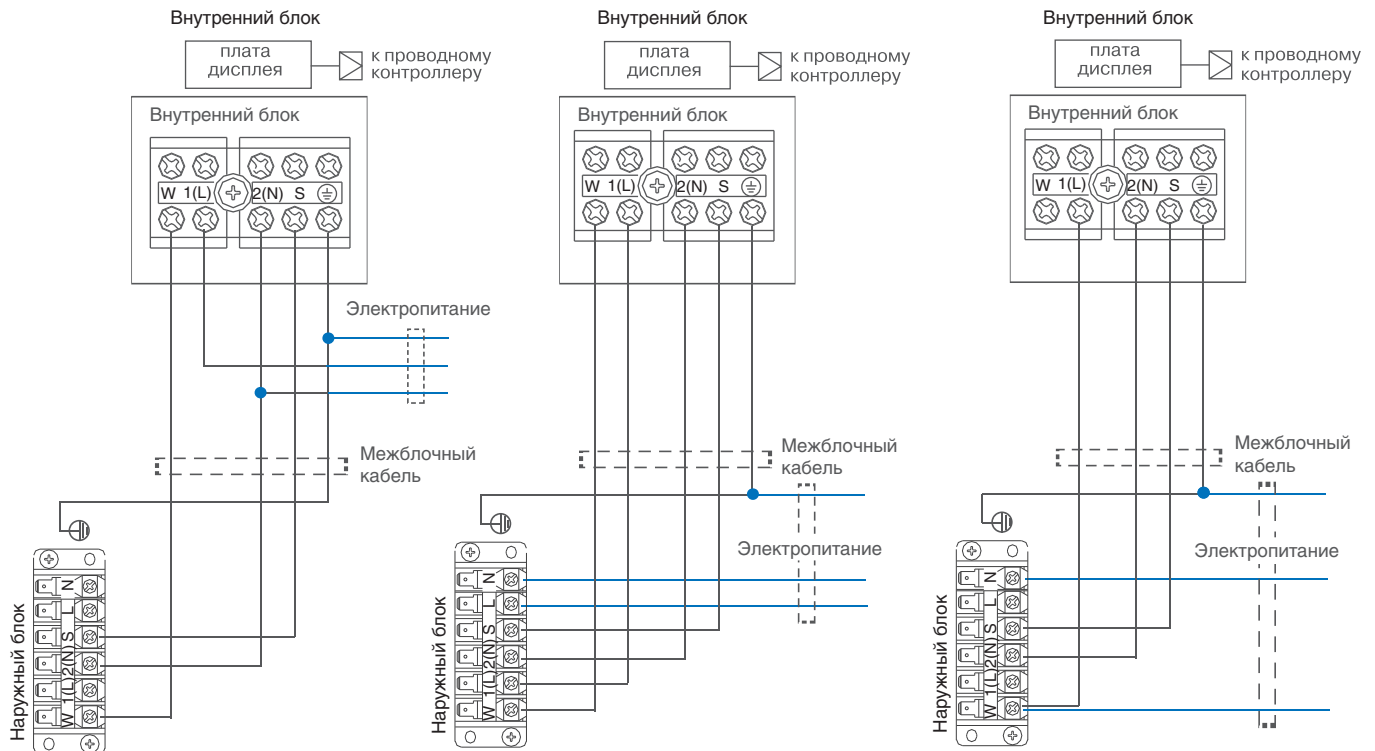 Внутренний блок
плата
дисплея
к проводному
контроллеру
Внутренний блок
W 1(L) 2(N) S
Электропитание
Межблочный
кабель
Наружный блок
W 1(L) 2(N) S L N
Внутренний блок
плата
дисплея
к проводному
контроллеру
Внутренний блок
W 1(L) 2(N) S
Межблочный
кабель
Электропитание
Наружный блок
W 1(L) 2(N) S L N
Внутренний блок
плата
дисплея
к проводному
контроллеру
Внутренний блок
W 1(L) 2(N) S
Межблочный
кабель
Электропитание
Наружный блок
W 1(L) 2(N) S L N